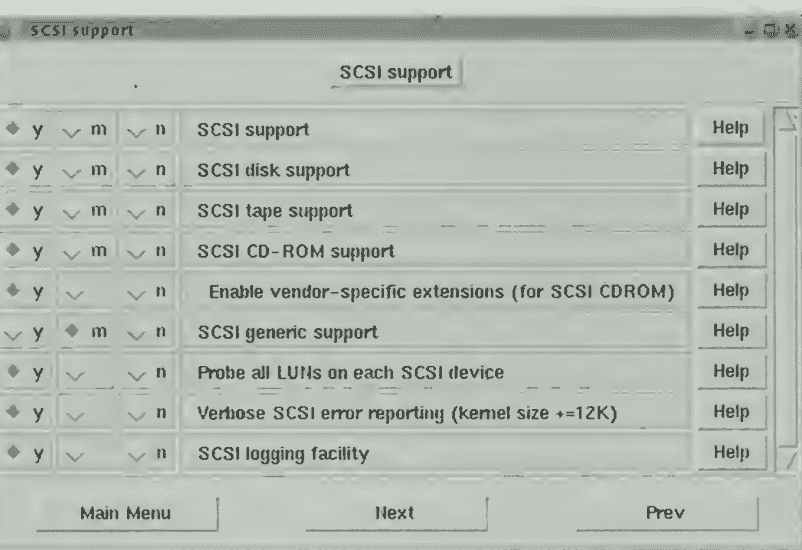 SCSI support
SCSI support
y m n SCSI support Help
y m n SCSI disk support Help
y m n SCSI tape support Help
y m n SCSI CD-ROM support Help
y n Enable vendor-specific extensions (for SCSI CDROM) Help
y m n SCSI generic support Help
y n Probe all LUNs on each SCSI device Help
y n Verbose SCSI error reporting (kernel size +=12K) Help
y n SCSI logging facility Help
Main Menu Next Prev